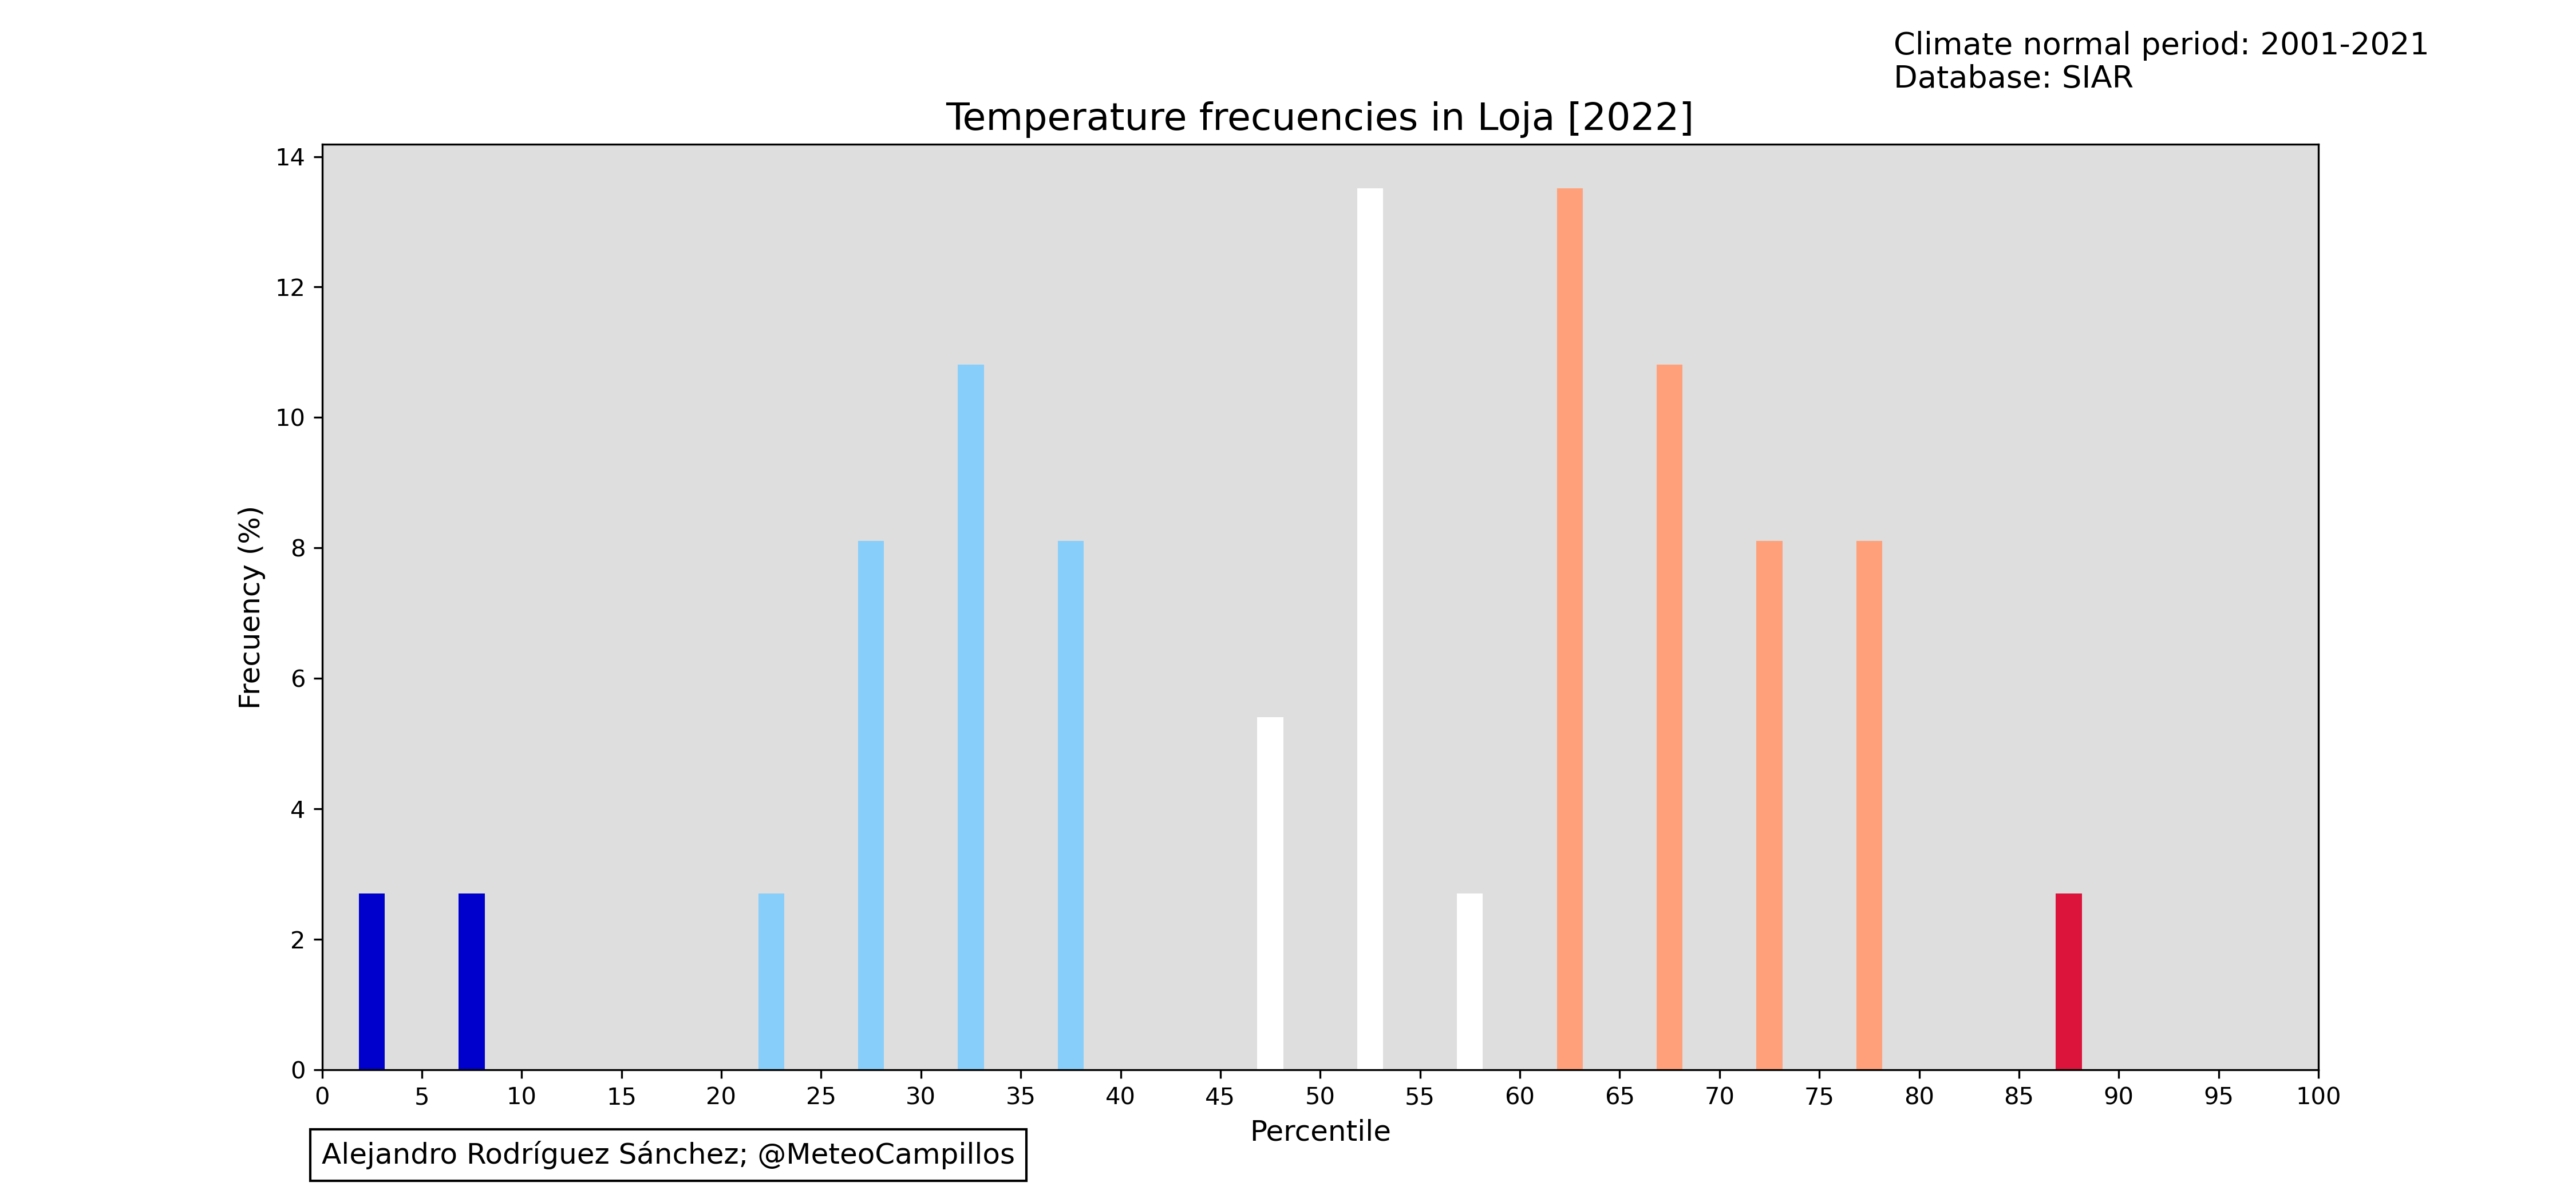 Climate normal period: 2001-2021
Database: SIAR
Temperature frecuencies in Loja [2022]
14
12
10
8
6
4
2
0
Frecuency (%)
0 5 10 15 20 25 30 35 40 45 50 55 60 65 70 75 80 85 90 95 100
Percentile
Alejandro Rodríguez Sánchez; @MeteoCampillos